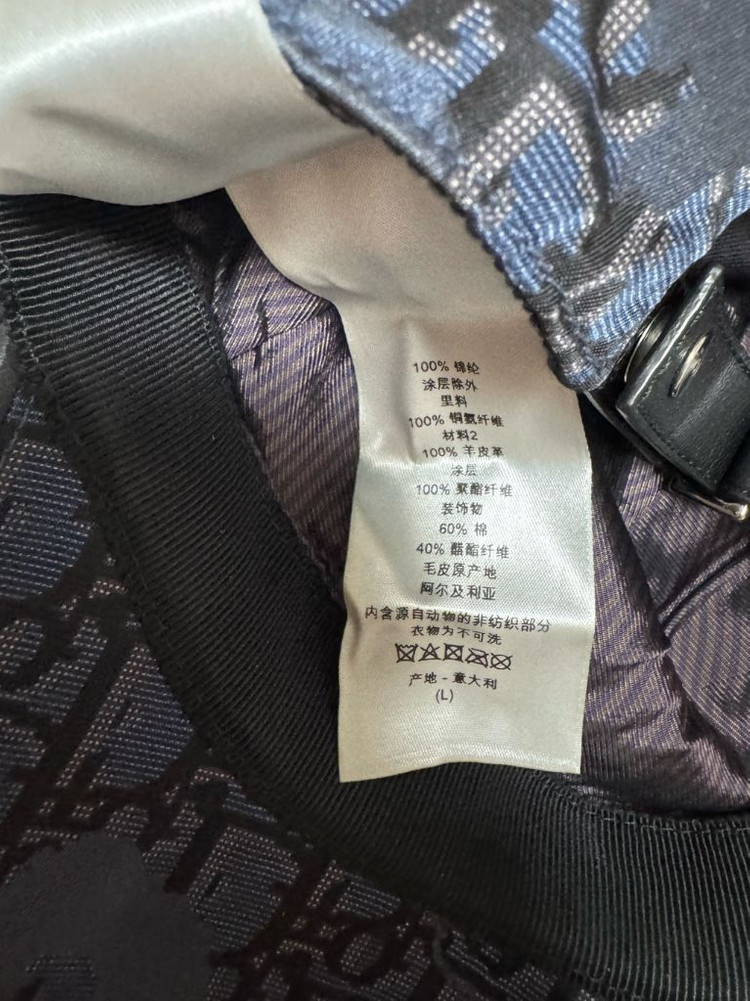 100% 锦纶
涂层除外
里料
100% 铜氨纤维
材料2
100% 羊皮革
涂层
100% 聚酯纤维
装饰物
60% 棉
40% 醋酯纤维
毛皮原产地
阿尔及利亚
内含源自动物的非纺织部分
衣物为不可洗
产地 - 意大利
(L)